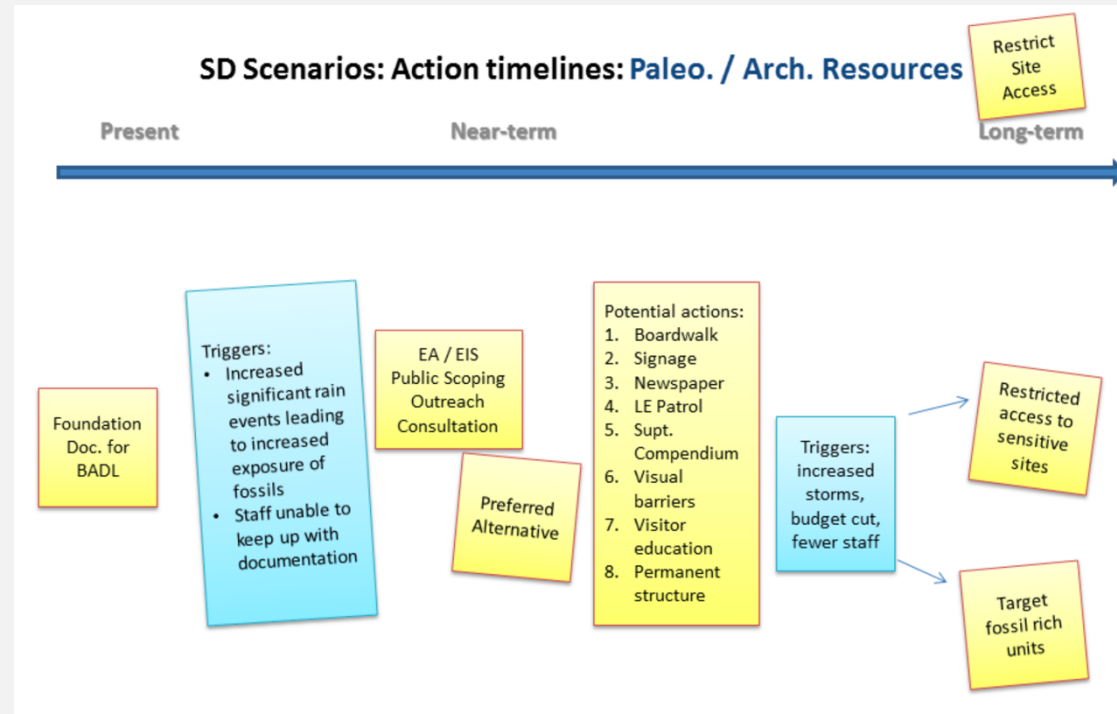 SD Scenarios: Action timelines: Paleo. / Arch. Resources
Restrict
Site
Access
Present
Near-term
Long-term
Foundation
Doc. for
BADL
Triggers:
• Increased
significant rain
events leading
to increased
exposure of
fossils
• Staff unable to
keep up with
documentation
EA / EIS
Public Scoping
Outreach
Consultation
Preferred
Alternative
Potential actions:
1. Boardwalk
2. Signage
3. Newspaper
4. LE Patrol
5. Supt.
Compendium
6. Visual
barriers
7. Visitor
education
8. Permanent
structure
Triggers:
increased
storms,
budget cut,
fewer staff
Restricted
access to
sensitive
sites
Target
fossil rich
units